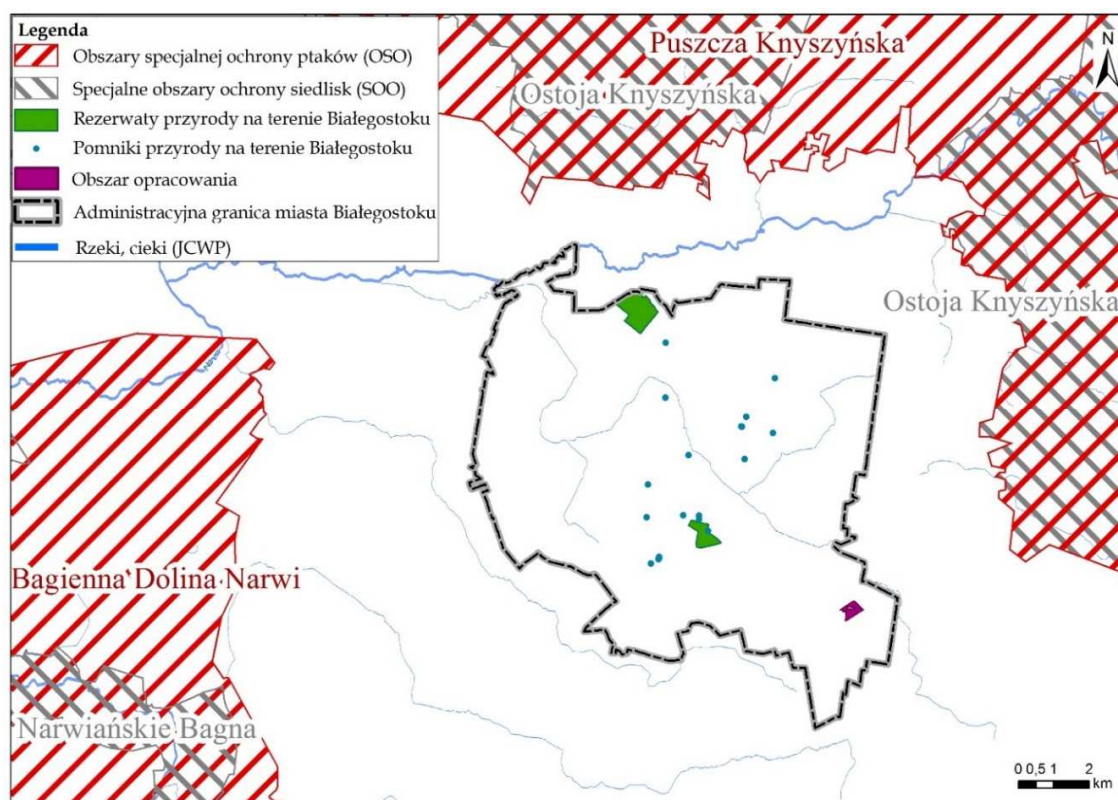 Legenda
Obszary specjalnej ochrony ptaków (OSO)
Specjalne obszary ochrony siedlisk (SOO)
Rezerwaty przyrody na terenie Białegostoku
Pomniki przyrody na terenie Białegostoku
Obszar opracowania
Administracyjna granica miasta Białegostoku
Rzeki, cieki (JCWP)
Puszcza Knyszyńska
N
Ostoja Knyszyńska
Ostoja Knyszyńska
Narew
Bagienna Dolina Narwi
Narwiańskie Bagna
0 0,5 1 2
km